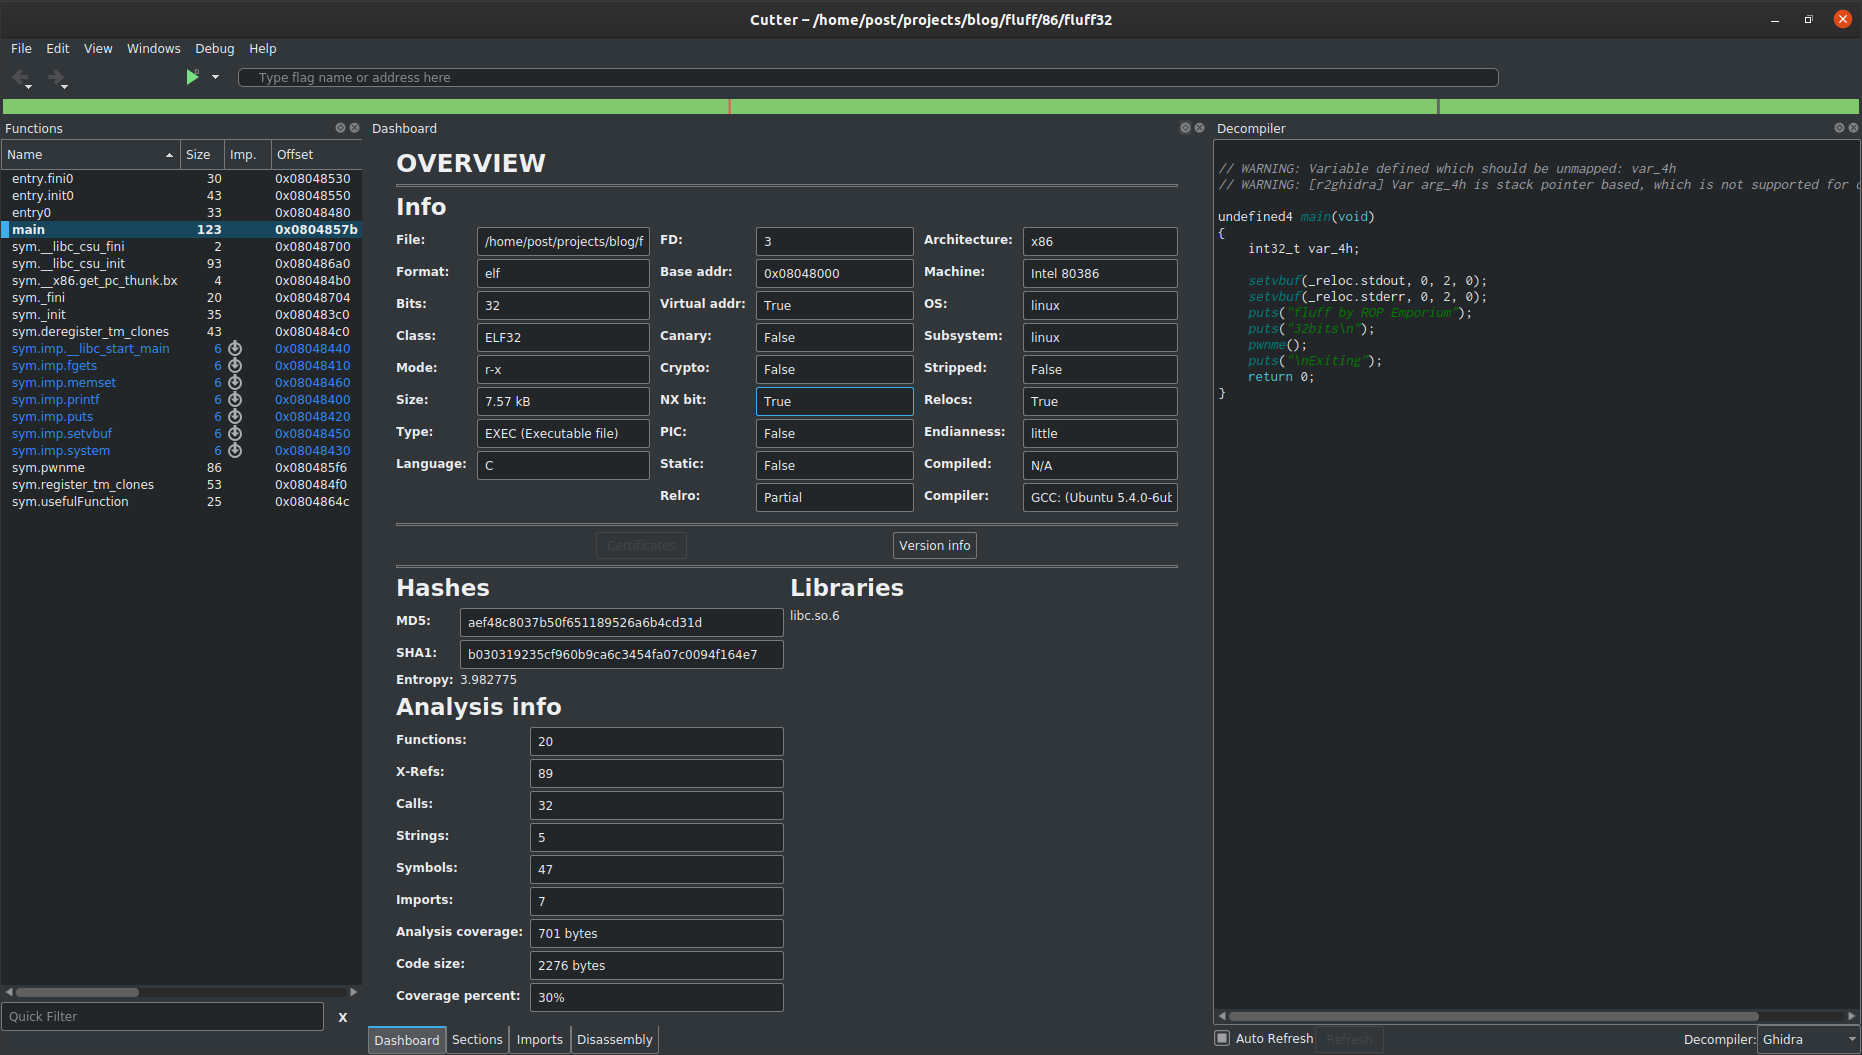 Cutter – /home/post/projects/blog/fluff/86/fluff32
File Edit View Windows Debug Help
Type flag name or address here
Functions
Name Size Imp. Offset
entry.fini0 30 0x08048530
entry.init0 43 0x08048550
entry0 33 0x08048480
main 123 0x0804857b
sym.__libc_csu_fini 2 0x08048700
sym.__libc_csu_init 93 0x080486a0
sym.__x86.get_pc_thunk.bx 4 0x080484b0
sym._fini 20 0x08048704
sym._init 35 0x080483c0
sym.deregister_tm_clones 43 0x080484c0
sym.imp.__libc_start_main 6 0x08048440
sym.imp.fgets 6 0x08048410
sym.imp.memset 6 0x08048460
sym.imp.printf 6 0x08048400
sym.imp.puts 6 0x08048420
sym.imp.setvbuf 6 0x08048450
sym.imp.system 6 0x08048430
sym.pwnme 86 0x080485f6
sym.register_tm_clones 53 0x080484f0
sym.usefulFunction 25 0x0804864c
Quick Filter X
Dashboard
OVERVIEW
Info
File: /home/post/projects/blog/f FD: 3 Architecture: x86
Format: elf Base addr: 0x08048000 Machine: Intel 80386
Bits: 32 Virtual addr: True OS: linux
Class: ELF32 Canary: False Subsystem: linux
Mode: r-x Crypto: False Stripped: False
Size: 7.57 kB NX bit: True Relocs: True
Type: EXEC (Executable file) PIC: False Endianness: little
Language: C Static: False Compiled: N/A
Relro: Partial Compiler: GCC: (Ubuntu 5.4.0-6ub
Certificates Version info
Hashes
MD5: aef48c8037b50f651189526a6b4cd31d
SHA1: b030319235cf960b9ca6c3454fa07c0094f164e7
Entropy: 3.982775
Libraries
libc.so.6
Analysis info
Functions: 20
X-Refs: 89
Calls: 32
Strings: 5
Symbols: 47
Imports: 7
Analysis coverage: 701 bytes
Code size: 2276 bytes
Coverage percent: 30%
Dashboard Sections Imports Disassembly
Decompiler
// WARNING: Variable defined which should be unmapped: var_4h
// WARNING: [r2ghidra] Var arg_4h is stack pointer based, which is not supported for
undefined4 main(void)
{
int32_t var_4h;
setvbuf(_reloc.stdout, 0, 2, 0);
setvbuf(_reloc.stderr, 0, 2, 0);
puts("fluff by ROP Emporium");
puts("32bits\n");
pwnme();
puts("\nExiting");
return 0;
}
Auto Refresh Refresh Decompiler: Ghidra